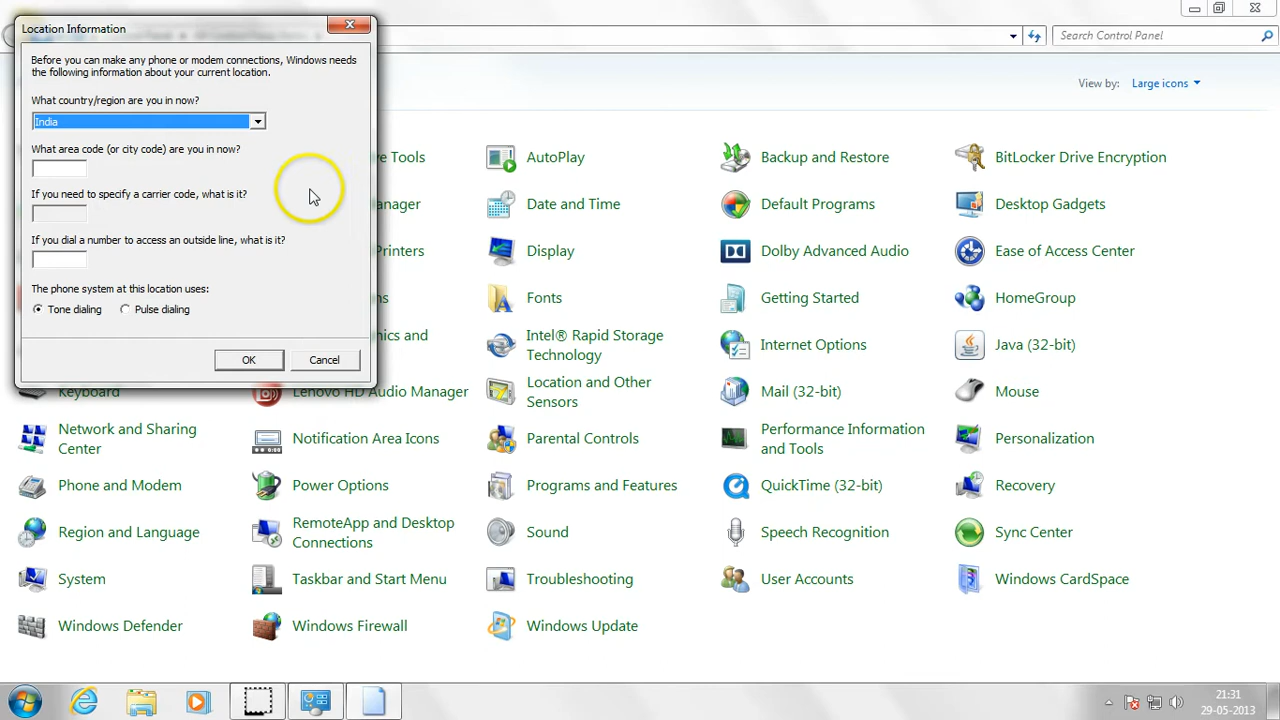 Location Information
Before you can make any phone or modem connections, Windows needs
the following information about your current location.
What country/region are you in now?
India
What area code (or city code) are you in now?
If you need to specify a carrier code, what is it?
If you dial a number to access an outside line, what is it?
The phone system at this location uses:
Tone dialing
Pulse dialing
OK
Cancel
Search Control Panel
View by:
Large icons
ve Tools
AutoPlay
Backup and Restore
BitLocker Drive Encryption
anager
Date and Time
Default Programs
Desktop Gadgets
Printers
Display
Dolby Advanced Audio
Ease of Access Center
ns
Fonts
Getting Started
HomeGroup
ics and
Intel® Rapid Storage
Technology
Internet Options
Java (32-bit)
Keyboard
Lenovo HD Audio Manager
Location and Other
Sensors
Mail (32-bit)
Mouse
Network and Sharing
Center
Notification Area Icons
Parental Controls
Performance Information
and Tools
Personalization
Phone and Modem
Power Options
Programs and Features
QuickTime (32-bit)
Recovery
Region and Language
RemoteApp and Desktop
Connections
Sound
Speech Recognition
Sync Center
System
Taskbar and Start Menu
Troubleshooting
User Accounts
Windows CardSpace
Windows Defender
Windows Firewall
Windows Update
21:31
29-05-2013